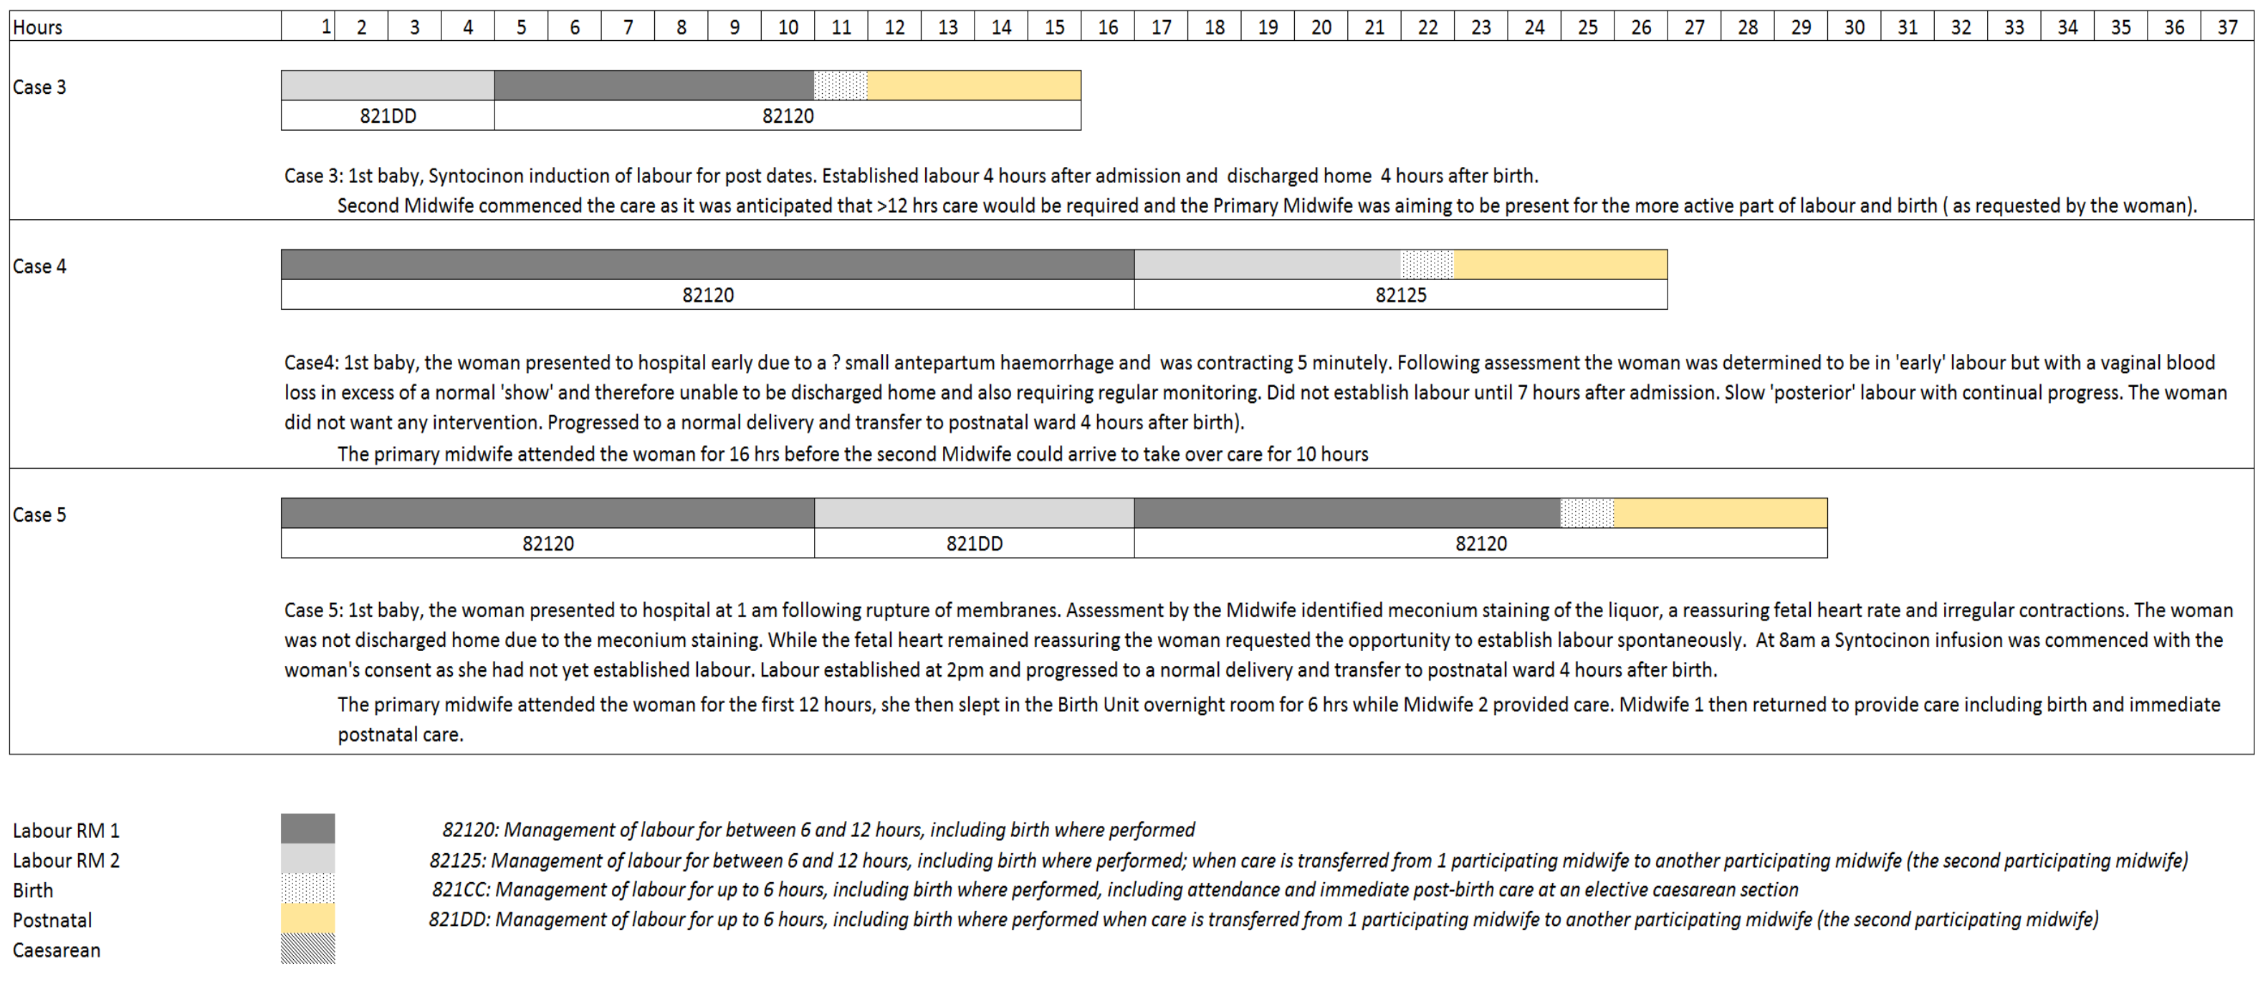 Hours 1 2 3 4 5 6 7 8 9 10 11 12 13 14 15 16 17 18 19 20 21 22 23 24 25 26 27 28 29 30 31 32 33 34 35 36 37
Case 3
821DD 82120
Case 3: 1st baby, Syntocinon induction of labour for post dates. Established labour 4 hours after admission and discharged home 4 hours after birth.
Second Midwife commenced the care as it was anticipated that >12 hrs care would be required and the Primary Midwife was aiming to be present for the more active part of labour and birth ( as requested by the woman).
Case 4
82120 82125
Case4: 1st baby, the woman presented to hospital early due to a ? small antepartum haemorrhage and was contracting 5 minutely. Following assessment the woman was determined to be in 'early' labour but with a vaginal blood
loss in excess of a normal 'show' and therefore unable to be discharged home and also requiring regular monitoring. Did not establish labour until 7 hours after admission. Slow 'posterior' labour with continual progress. The woman
did not want any intervention. Progressed to a normal delivery and transfer to postnatal ward 4 hours after birth).
The primary midwife attended the woman for 16 hrs before the second Midwife could arrive to take over care for 10 hours
Case 5
82120 821DD 82120
Case 5: 1st baby, the woman presented to hospital at 1 am following rupture of membranes. Assessment by the Midwife identified meconium staining of the liquor, a reassuring fetal heart rate and irregular contractions. The woman
was not discharged home due to the meconium staining. While the fetal heart remained reassuring the woman requested the opportunity to establish labour spontaneously. At 8am a Syntocinon infusion was commenced with the
woman's consent as she had not yet established labour. Labour established at 2pm and progressed to a normal delivery and transfer to postnatal ward 4 hours after birth.
The primary midwife attended the woman for the first 12 hours, she then slept in the Birth Unit overnight room for 6 hrs while Midwife 2 provided care. Midwife 1 then returned to provide care including birth and immediate
postnatal care.
Labour RM 1 82120: Management of labour for between 6 and 12 hours, including birth where performed
Labour RM 2 82125: Management of labour for between 6 and 12 hours, including birth where performed; when care is transferred from 1 participating midwife to another participating midwife (the second participating midwife)
Birth 821CC: Management of labour for up to 6 hours, including birth where performed, including attendance and immediate post-birth care at an elective caesarean section
Postnatal 821DD: Management of labour for up to 6 hours, including birth where performed when care is transferred from 1 participating midwife to another participating midwife (the second participating midwife)
Caesarean